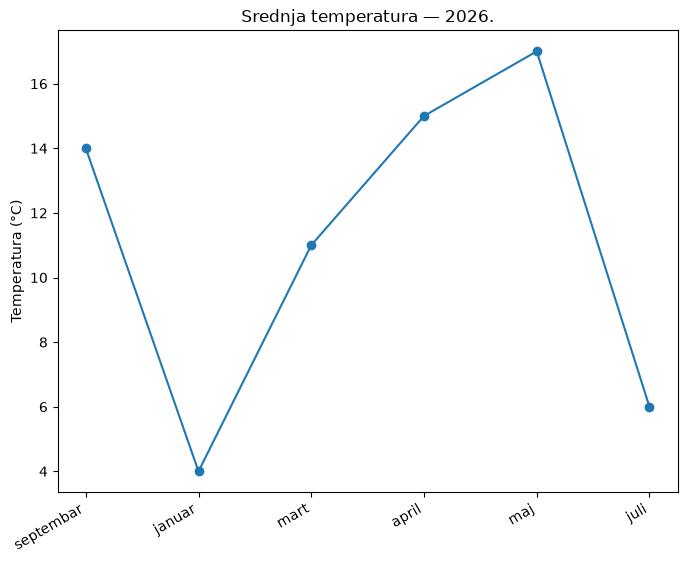 Srednja temperatura — 2026.
Temperatura (°C)
16
14
12
10
8
6
4
septembar
januar
mart
april
maj
juli